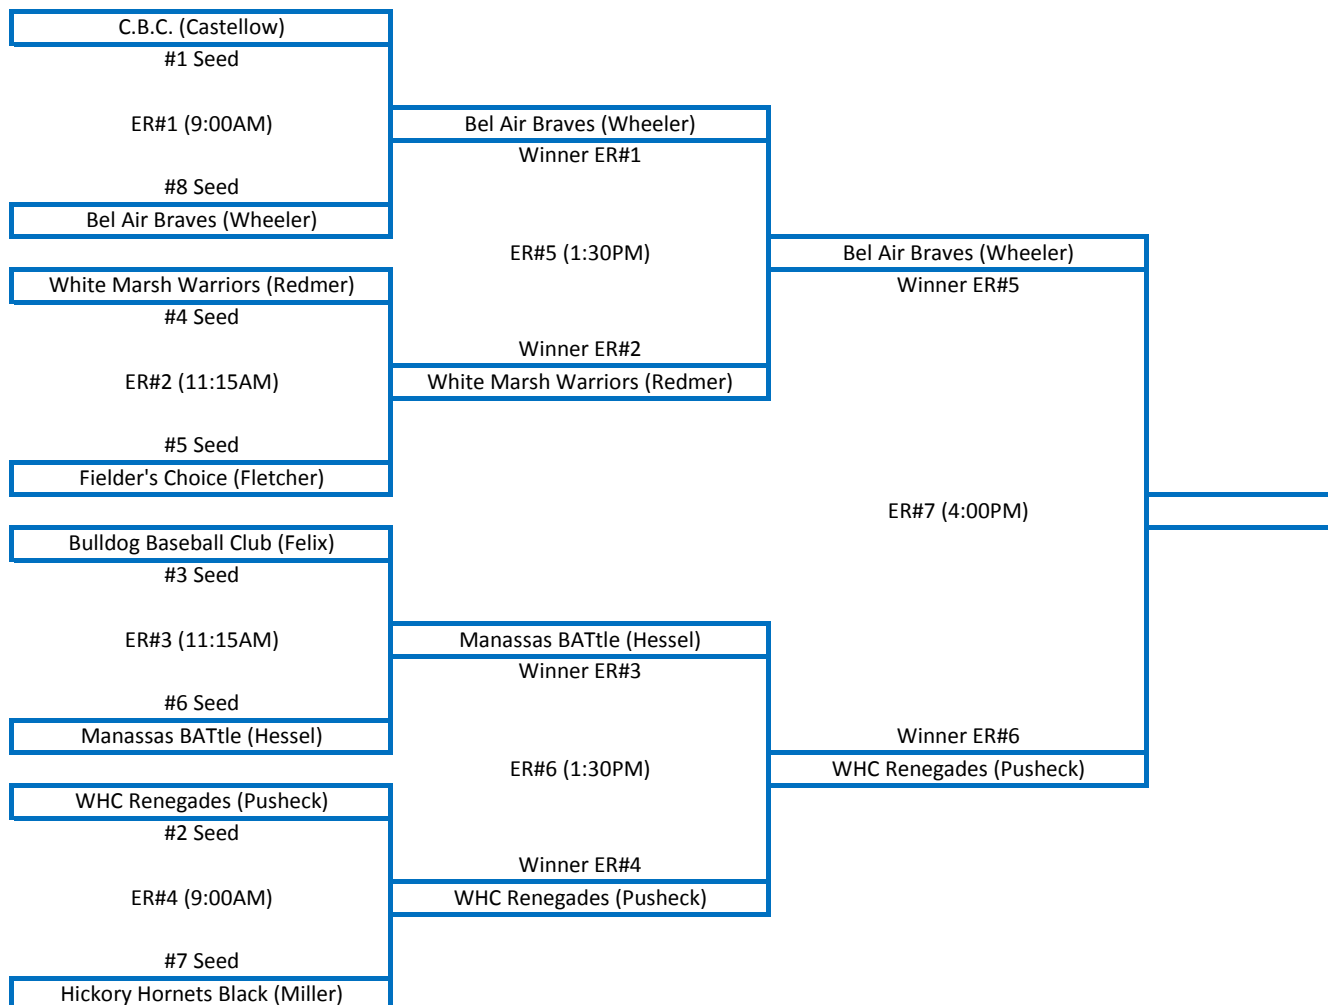 C.B.C. (Castellow)
#1 Seed
ER#1 (9:00AM)
#8 Seed
Bel Air Braves (Wheeler)
White Marsh Warriors (Redmer)
#4 Seed
ER#2 (11:15AM)
#5 Seed
Fielder's Choice (Fletcher)
Bulldog Baseball Club (Felix)
#3 Seed
ER#3 (11:15AM)
#6 Seed
Manassas BATtle (Hessel)
WHC Renegades (Pusheck)
#2 Seed
ER#4 (9:00AM)
#7 Seed
Hickory Hornets Black (Miller)
Bel Air Braves (Wheeler)
Winner ER#1
ER#5 (1:30PM)
Winner ER#2
White Marsh Warriors (Redmer)
Manassas BATtle (Hessel)
Winner ER#3
ER#6 (1:30PM)
Winner ER#4
WHC Renegades (Pusheck)
Bel Air Braves (Wheeler)
Winner ER#5
ER#7 (4:00PM)
Winner ER#6
WHC Renegades (Pusheck)